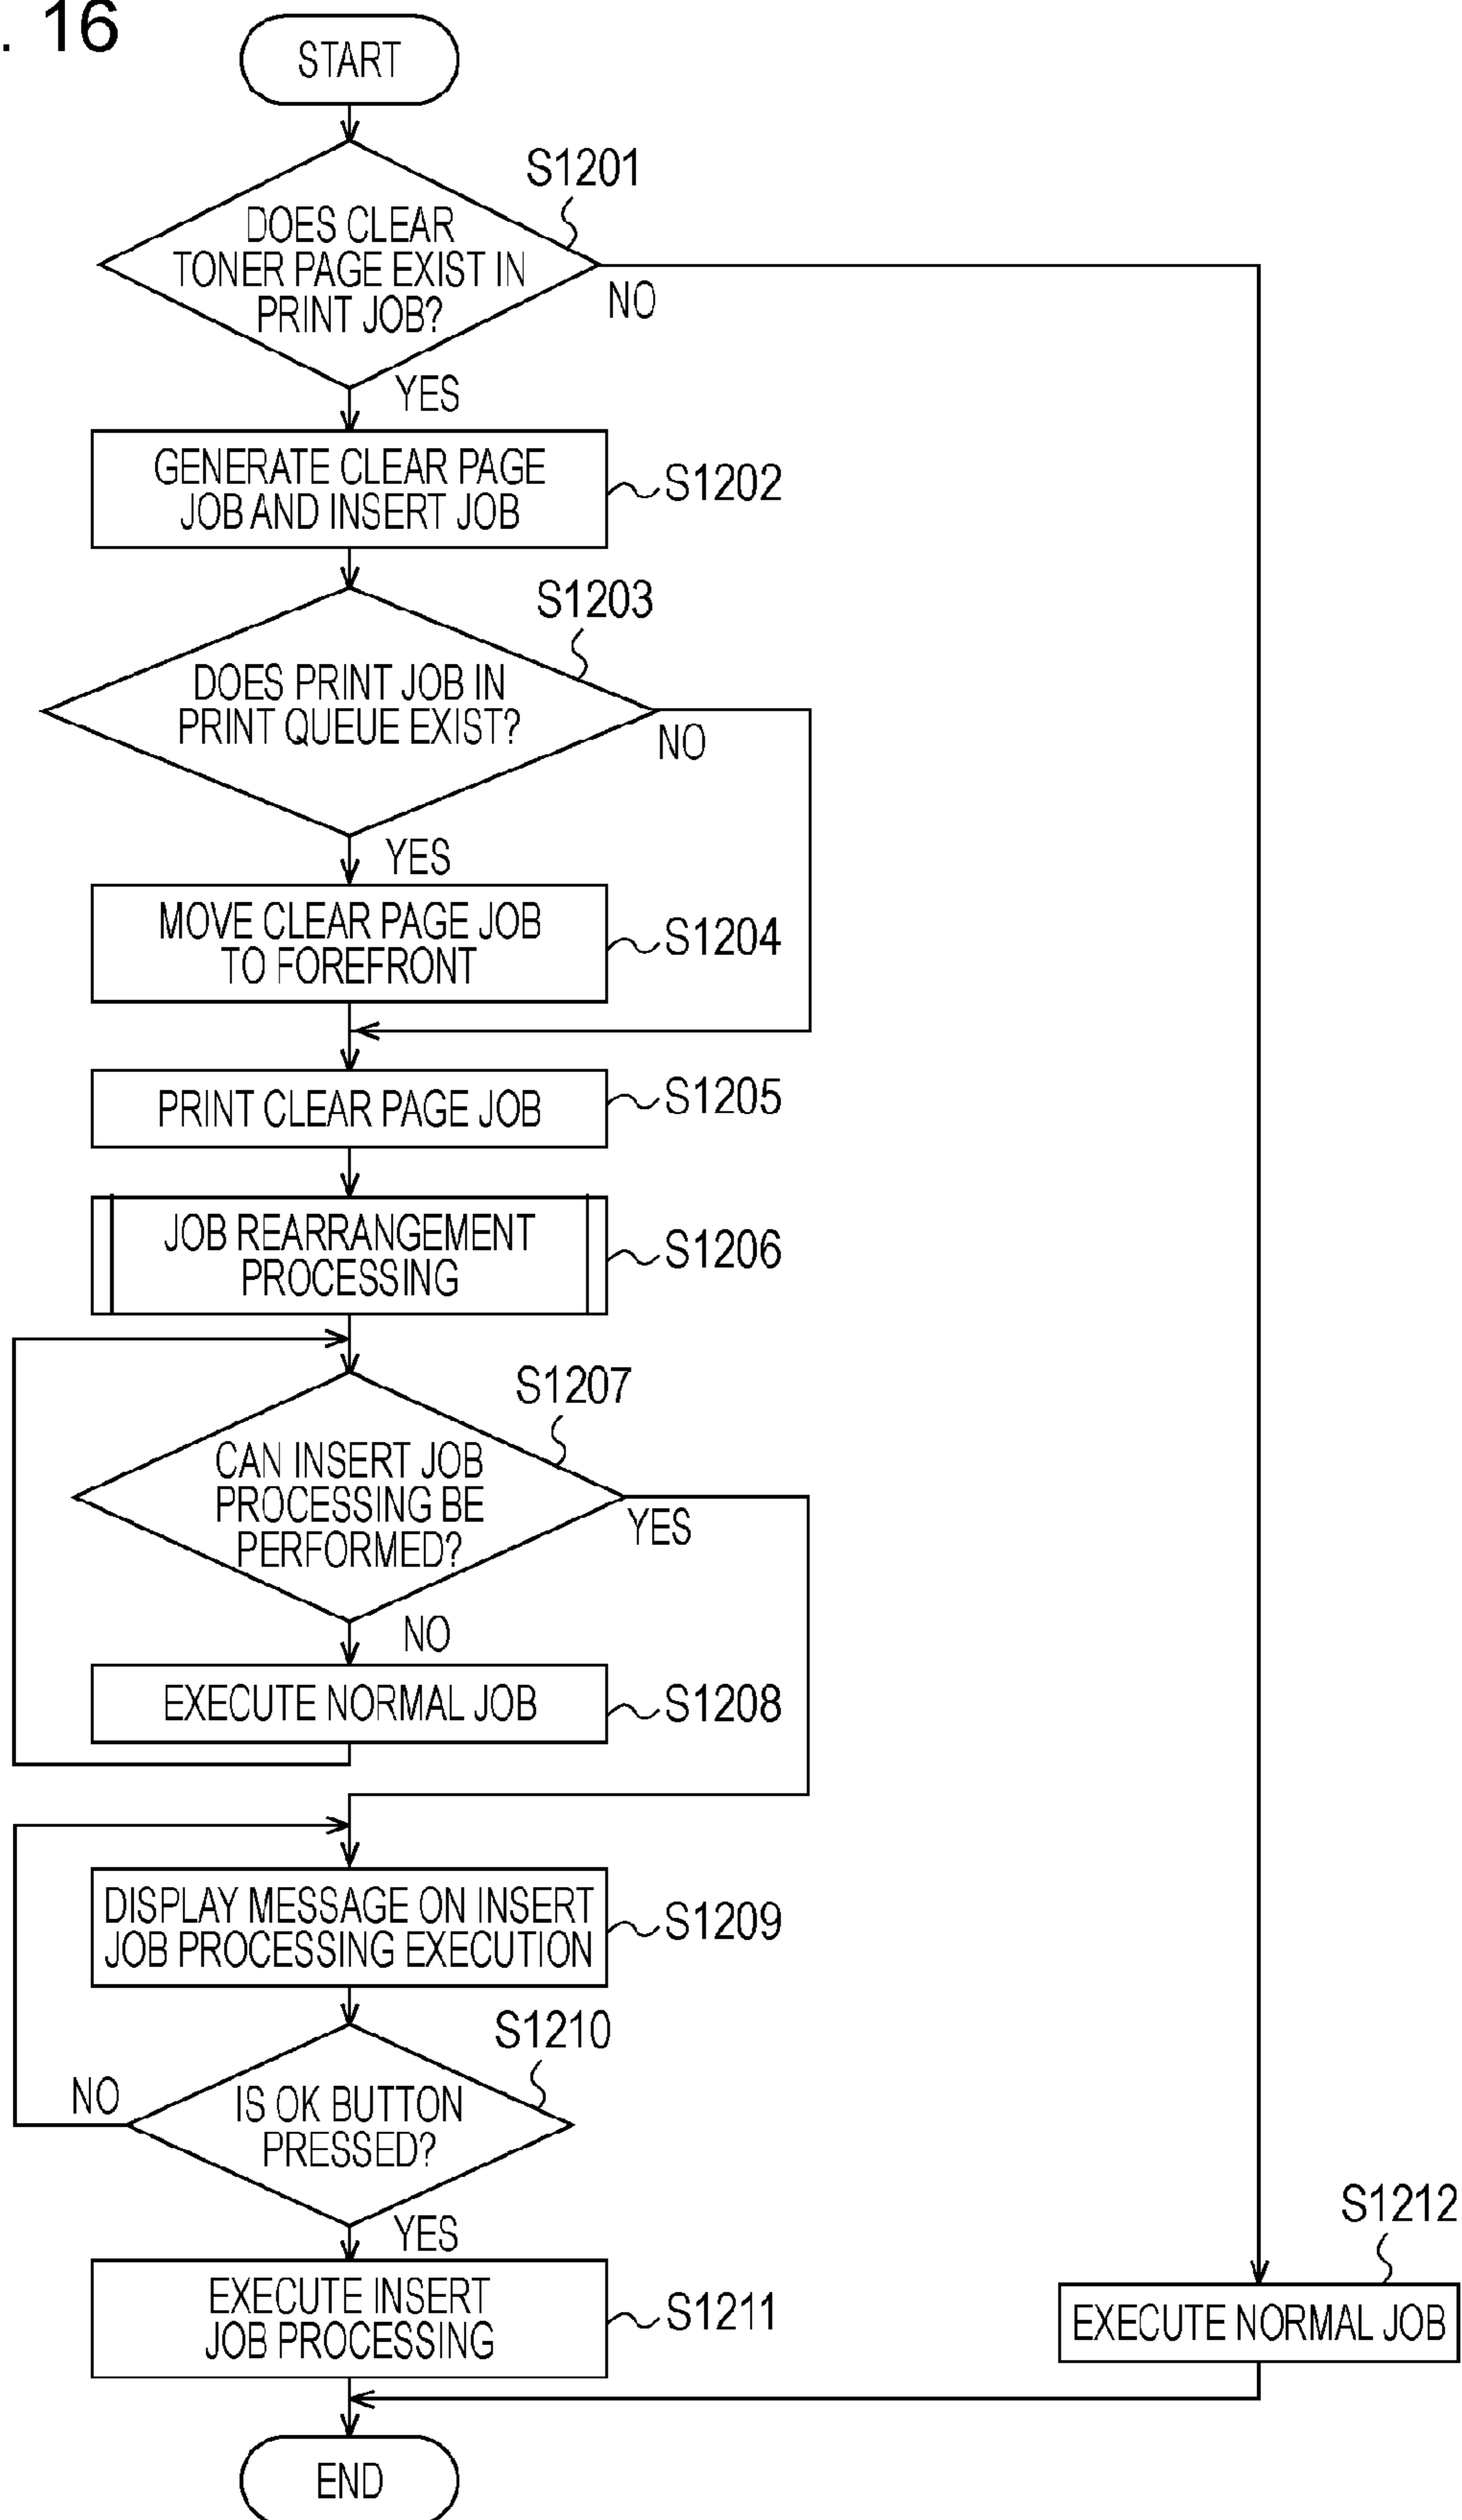 . 16
START
S1201
DOES CLEAR
TONER PAGE EXIST IN
PRINT JOB?
NO
YES
GENERATE CLEAR PAGE
JOB AND INSERT JOB
S1202
S1203
DOES PRINT JOB IN
PRINT QUEUE EXIST?
NO
YES
MOVE CLEAR PAGE JOB
TO FOREFRONT
S1204
PRINT CLEAR PAGE JOB
S1205
JOB REARRANGEMENT
PROCESSING
S1206
S1207
CAN INSERT JOB
PROCESSING BE
PERFORMED?
YES
NO
EXECUTE NORMAL JOB
S1208
DISPLAY MESSAGE ON INSERT
JOB PROCESSING EXECUTION
S1209
S1210
NO
IS OK BUTTON
PRESSED?
YES
EXECUTE INSERT
JOB PROCESSING
S1211
S1212
EXECUTE NORMAL JOB
END